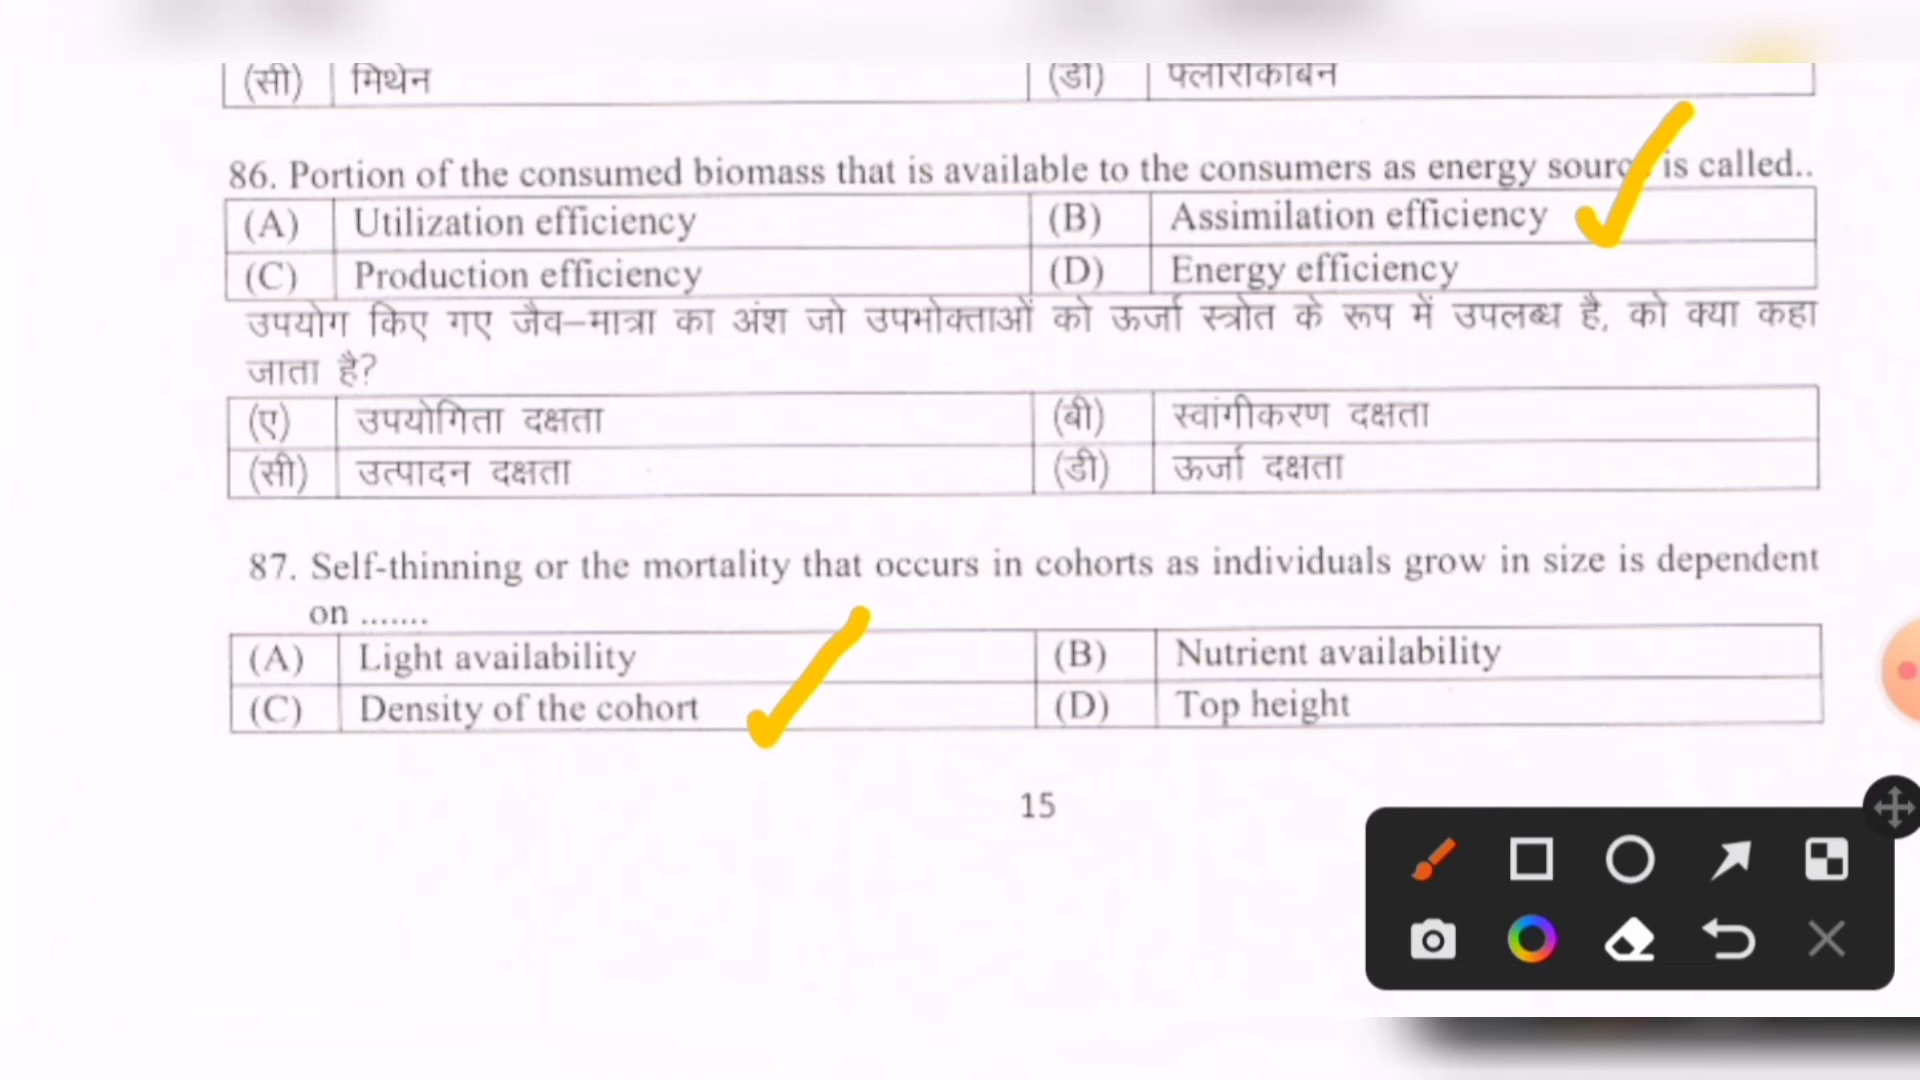 (सी) मिथेन (डी) फ्लोरोकार्बन
86. Portion of the consumed biomass that is available to the consumers as energy source is called..
(A) Utilization efficiency (B) Assimilation efficiency
(C) Production efficiency (D) Energy efficiency
उपयोग किए गए जैव–मात्रा का अंश जो उपभोक्ताओं को ऊर्जा स्त्रोत के रूप में उपलब्ध है, को क्या कहा
जाता है?
(ए) उपयोगिता दक्षता (बी) स्वांगीकरण दक्षता
(सी) उत्पादन दक्षता (डी) ऊर्जा दक्षता
87. Self-thinning or the mortality that occurs in cohorts as individuals grow in size is dependent
on .......
(A) Light availability (B) Nutrient availability
(C) Density of the cohort (D) Top height
15